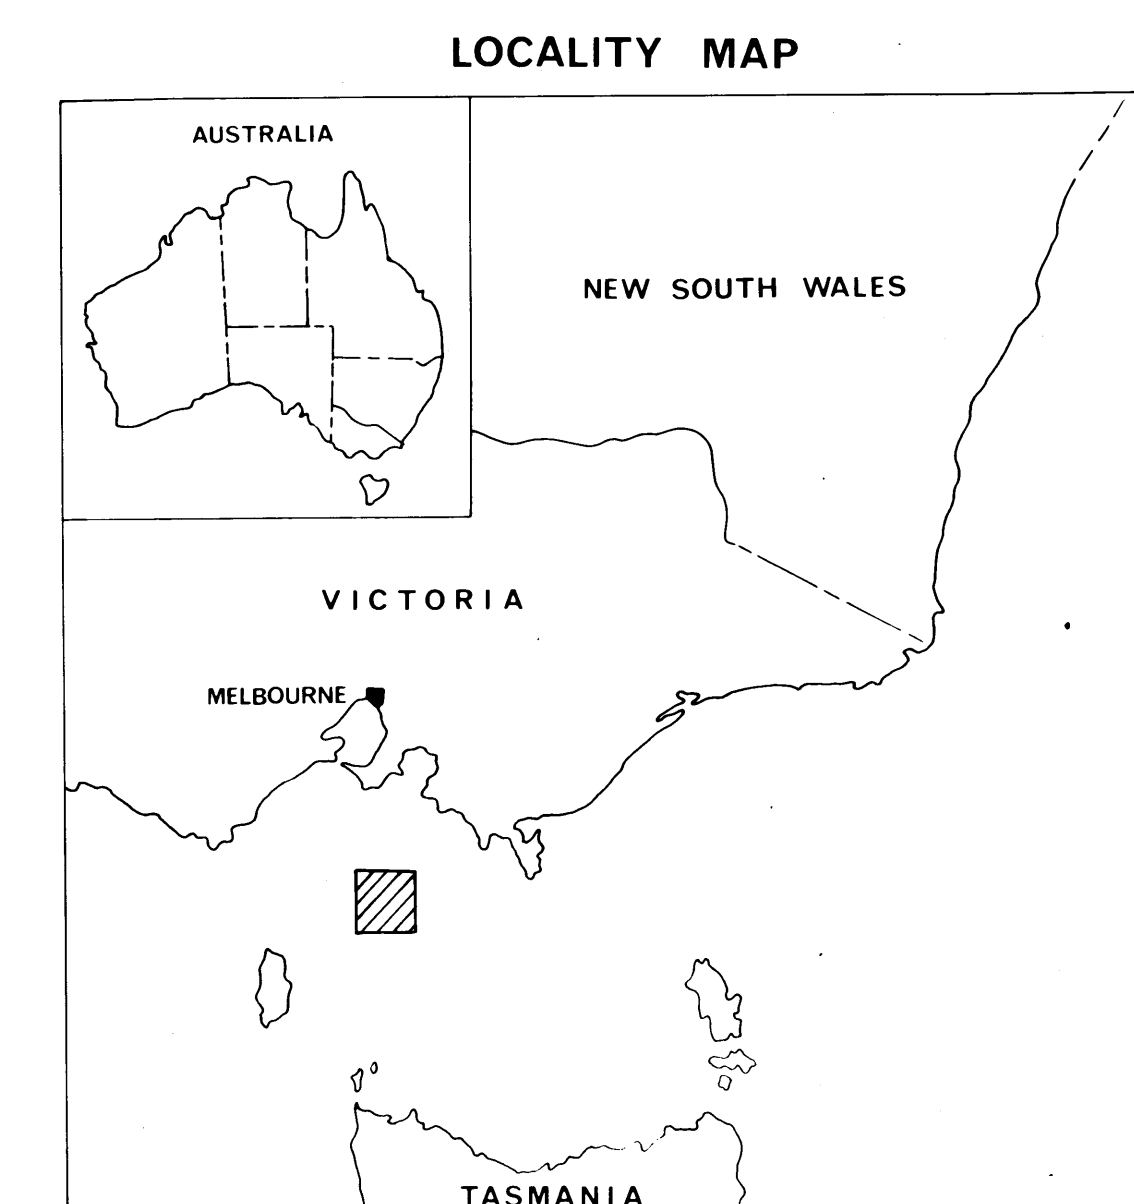 LOCALITY MAP
AUSTRALIA
NEW SOUTH WALES
VICTORIA
MELBOURNE
TASMANIA